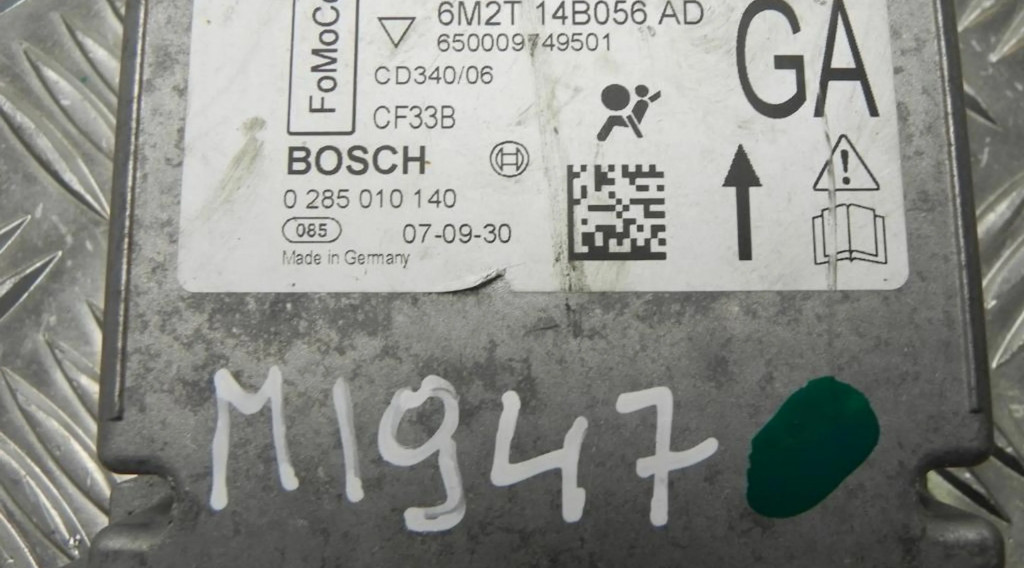 FoMoCo
6M2T 14B056 AD
650009749501
CD340/06
CF33B
GA
BOSCH
0 285 010 140
085
07-09-30
Made in Germany
M1947